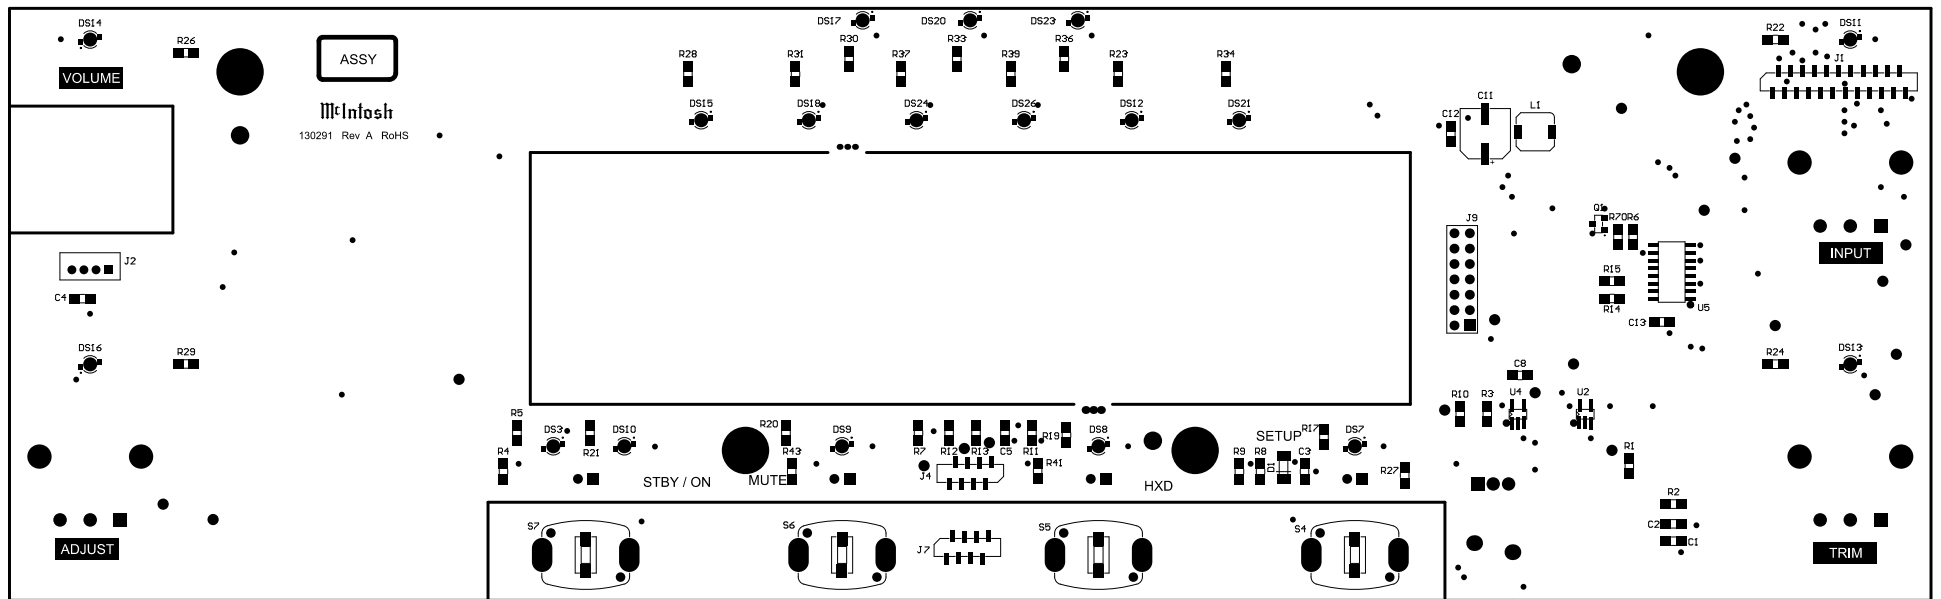 DS14
R26
VOLUME
ASSY
McIntosh
130291 Rev A RoHS
DS17
DS20
DS23
R28
R31
R30
R37
R33
R39
R36
R23
R34
DS15
DS18
DS24
DS26
DS12
DS21
R22
DS11
J1
C12
C11
L1
J2
C4
DS16
R29
J9
Q1
R70
R6
INPUT
R15
R14
U5
C13
R24
DS13
C8
R10
R3
U4
U2
R1
R5
DS3
R21
DS10
R4
R20
DS9
R43
STBY / ON
MUTE
R7
R12
R13
C5
R11
R19
DS8
R41
J4
HXD
SETUP
R17
DS7
R9
R8
D1
C3
R27
R2
C2
C1
ADJUST
S7
S6
J7
S5
S4
TRIM